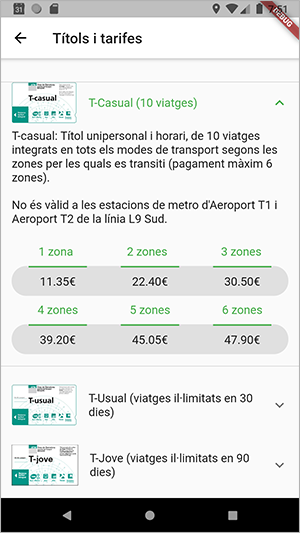 31
51
DEBUG
Títols i tarifes
T-casual
T-Casual (10 viatges)
T-casual: Títol unipersonal i horari, de 10 viatges
integrats en tots els modes de transport segons les
zones per les quals es transiti (pagament màxim 6
zones).
No és vàlid a les estacions de metro d'Aeroport T1 i
Aeroport T2 de la línia L9 Sud.
1 zona 2 zones 3 zones
11.35€ 22.40€ 30.50€
4 zones 5 zones 6 zones
39.20€ 45.05€ 47.90€
T-usual
T-Usual (viatges il·limitats en 30
dies)
T-jove
T-Jove (viatges il·limitats en 90
dies)